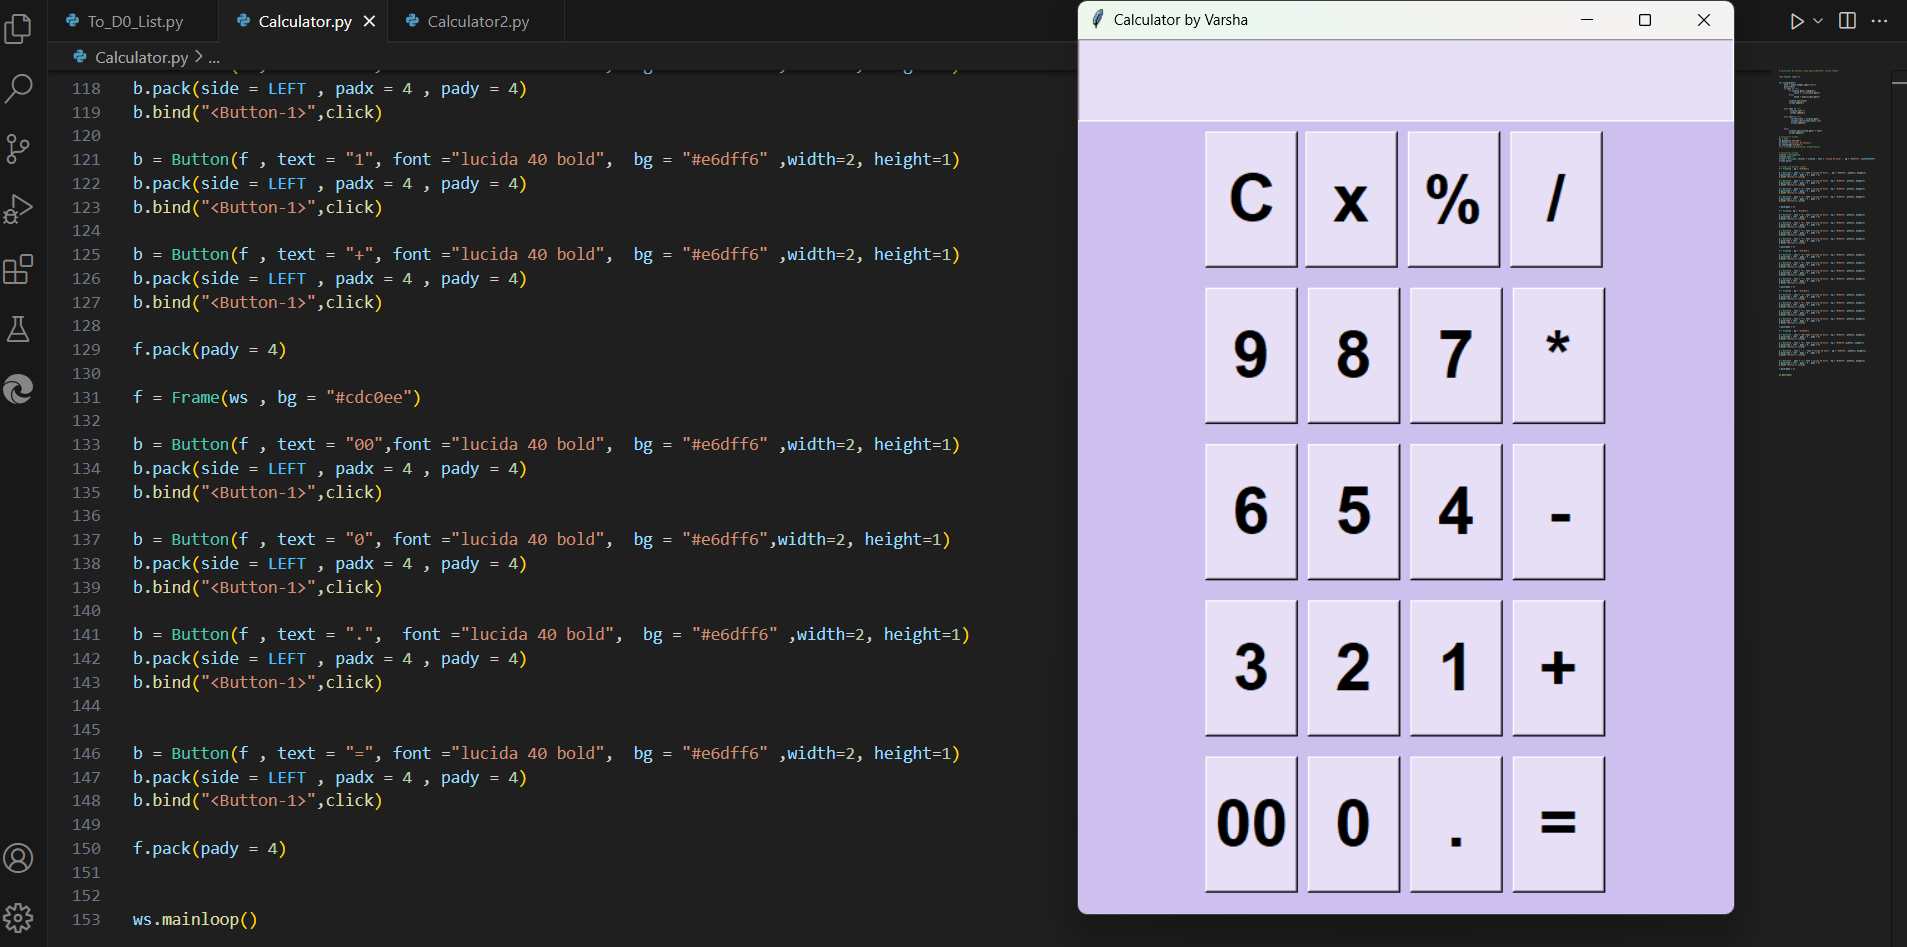 To_D0_List.py
Calculator.py
Calculator2.py
Calculator.py > ...
118 b.pack(side = LEFT , padx = 4 , pady = 4)
119 b.bind("<Button-1>",click)
120
121 b = Button(f , text = "1", font ="lucida 40 bold",  bg = "#e6dff6" ,width=2, height=1)
122 b.pack(side = LEFT , padx = 4 , pady = 4)
123 b.bind("<Button-1>",click)
124
125 b = Button(f , text = "+", font ="lucida 40 bold",  bg = "#e6dff6" ,width=2, height=1)
126 b.pack(side = LEFT , padx = 4 , pady = 4)
127 b.bind("<Button-1>",click)
128
129 f.pack(pady = 4)
130
131 f = Frame(ws , bg = "#cdc0ee")
132
133 b = Button(f , text = "00",font ="lucida 40 bold",  bg = "#e6dff6" ,width=2, height=1)
134 b.pack(side = LEFT , padx = 4 , pady = 4)
135 b.bind("<Button-1>",click)
136
137 b = Button(f , text = "0", font ="lucida 40 bold",  bg = "#e6dff6",width=2, height=1)
138 b.pack(side = LEFT , padx = 4 , pady = 4)
139 b.bind("<Button-1>",click)
140
141 b = Button(f , text = ".",  font ="lucida 40 bold",  bg = "#e6dff6" ,width=2, height=1)
142 b.pack(side = LEFT , padx = 4 , pady = 4)
143 b.bind("<Button-1>",click)
144
145
146 b = Button(f , text = "=", font ="lucida 40 bold",  bg = "#e6dff6" ,width=2, height=1)
147 b.pack(side = LEFT , padx = 4 , pady = 4)
148 b.bind("<Button-1>",click)
149
150 f.pack(pady = 4)
151
152
153 ws.mainloop()
Calculator by Varsha
C x % /
9 8 7 *
6 5 4 -
3 2 1 +
00 0 . =